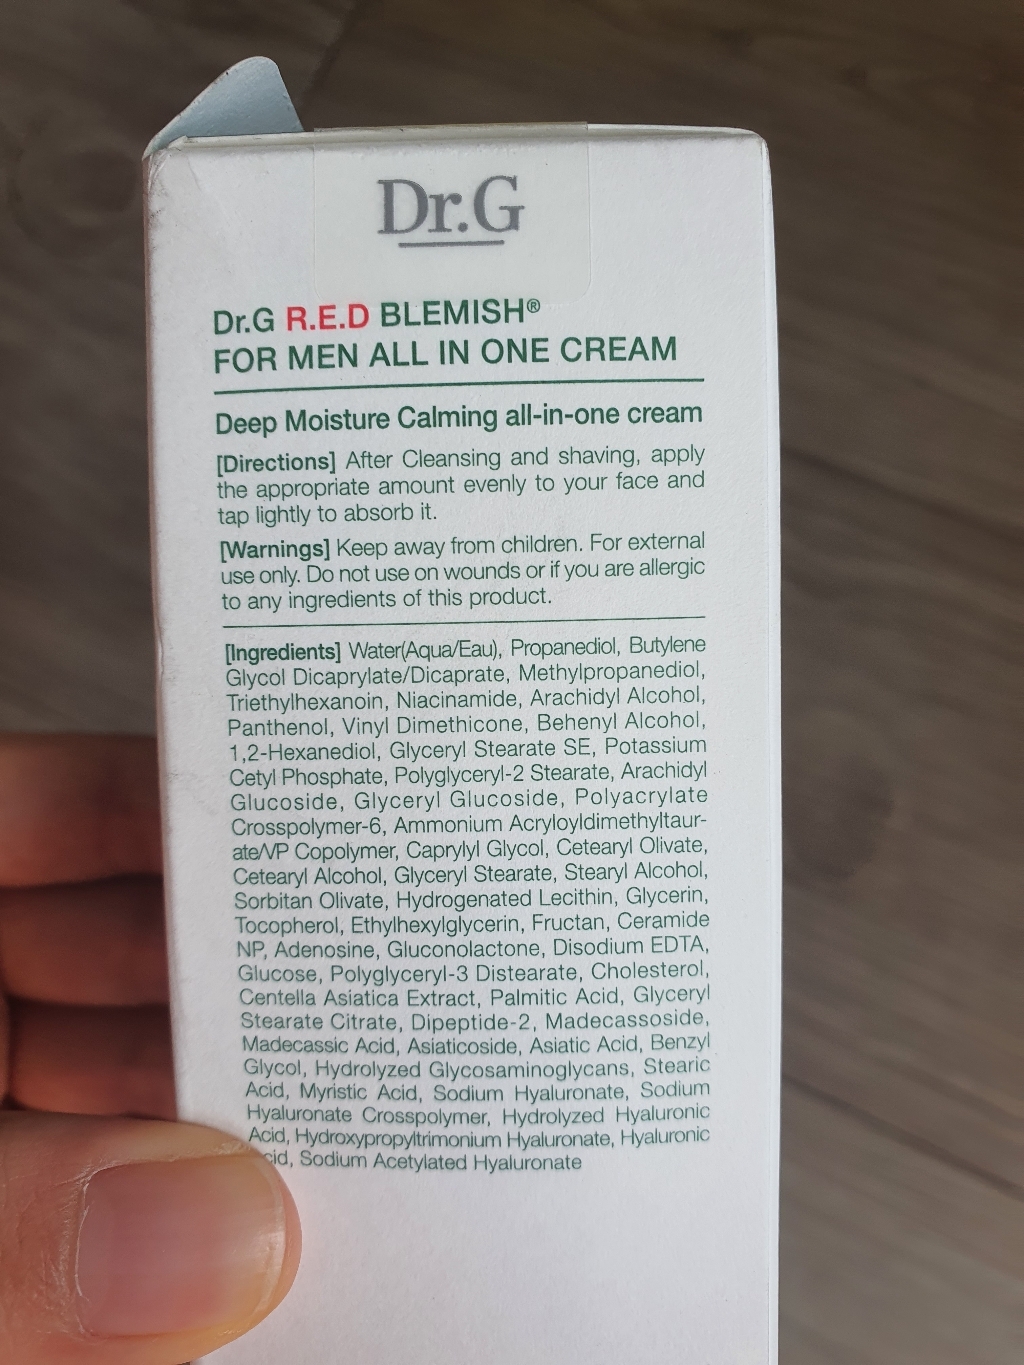 Dr.G
Dr.G R.E.D BLEMISH®
FOR MEN ALL IN ONE CREAM
Deep Moisture Calming all-in-one cream
[Directions] After Cleansing and shaving, apply
the appropriate amount evenly to your face and
tap lightly to absorb it.
[Warnings] Keep away from children. For external
use only. Do not use on wounds or if you are allergic
to any ingredients of this product.
[Ingredients] Water(Aqua/Eau), Propanediol, Butylene
Glycol Dicaprylate/Dicaprate, Methylpropanediol,
Triethylhexanoin, Niacinamide, Arachidyl Alcohol,
Panthenol, Vinyl Dimethicone, Behenyl Alcohol,
1,2-Hexanediol, Glyceryl Stearate SE, Potassium
Cetyl Phosphate, Polyglyceryl-2 Stearate, Arachidyl
Glucoside, Glyceryl Glucoside, Polyacrylate
Crosspolymer-6, Ammonium Acryloyldimethyltaur-
ate/VP Copolymer, Caprylyl Glycol, Cetearyl Olivate,
Cetearyl Alcohol, Glyceryl Stearate, Stearyl Alcohol,
Sorbitan Olivate, Hydrogenated Lecithin, Glycerin,
Tocopherol, Ethylhexylglycerin, Fructan, Ceramide
NP, Adenosine, Gluconolactone, Disodium EDTA,
Glucose, Polyglyceryl-3 Distearate, Cholesterol,
Centella Asiatica Extract, Palmitic Acid, Glyceryl
Stearate Citrate, Dipeptide-2, Madecassoside,
Madecassic Acid, Asiaticoside, Asiatic Acid, Benzyl
Glycol, Hydrolyzed Glycosaminoglycans, Stearic
Acid, Myristic Acid, Sodium Hyaluronate, Sodium
Hyaluronate Crosspolymer, Hydrolyzed Hyaluronic
Acid, Hydroxypropyltrimonium Hyaluronate, Hyaluronic
cid, Sodium Acetylated Hyaluronate